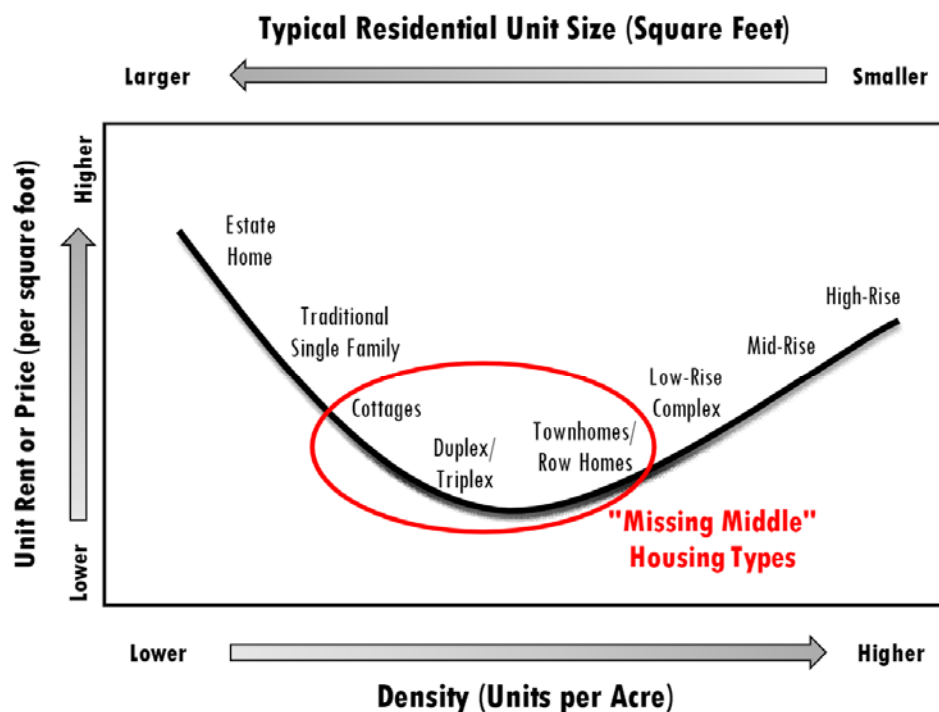 Typical Residential Unit Size (Square Feet)
Larger
Smaller
Unit Rent or Price (per square foot)
Higher
Lower
Estate
Home
Traditional
Single Family
Cottages
Duplex/
Triplex
Townhomes/
Row Homes
Low-Rise
Complex
Mid-Rise
High-Rise
"Missing Middle"
Housing Types
Lower
Higher
Density (Units per Acre)